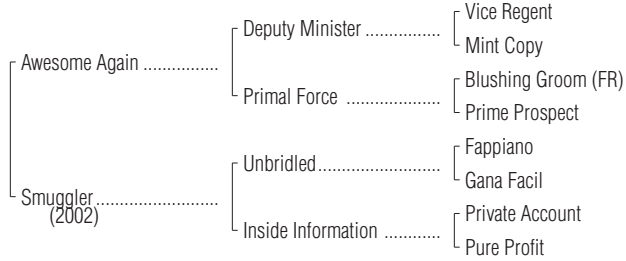 Vice Regent
Deputy Minister ..................
Mint Copy
Awesome Again ...............
Blushing Groom (FR)
Primal Force ...................
Prime Prospect
Fappiano
Unbridled.........................
Gana Facil
Smuggler.........................
(2002)
Private Account
Inside Information ............
Pure Profit